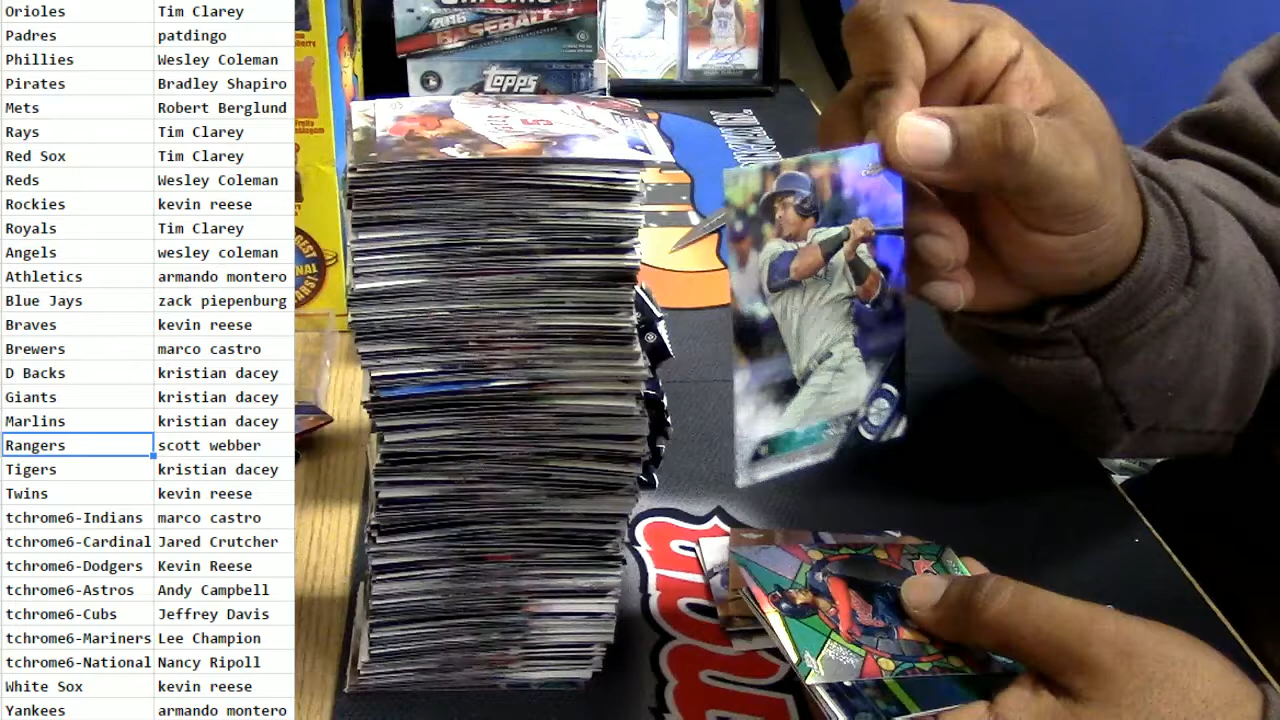 Orioles Tim Clarey
Padres patdingo
Phillies Wesley Coleman
Pirates Bradley Shapiro
Mets Robert Berglund
Rays Tim Clarey
Red Sox Tim Clarey
Reds Wesley Coleman
Rockies kevin reese
Royals Tim Clarey
Angels wesley coleman
Athletics armando montero
Blue Jays zack piepenburg
Braves kevin reese
Brewers marco castro
D Backs kristian dacey
Giants kristian dacey
Marlins kristian dacey
Rangers scott webber
Tigers kristian dacey
Twins kevin reese
tchrome6-Indians marco castro
tchrome6-Cardinal Jared Crutcher
tchrome6-Dodgers Kevin Reese
tchrome6-Astros Andy Campbell
tchrome6-Cubs Jeffrey Davis
tchrome6-Mariners Lee Champion
tchrome6-National Nancy Ripoll
White Sox kevin reese
Yankees armando montero
2016
BASEBALL
TOPPS